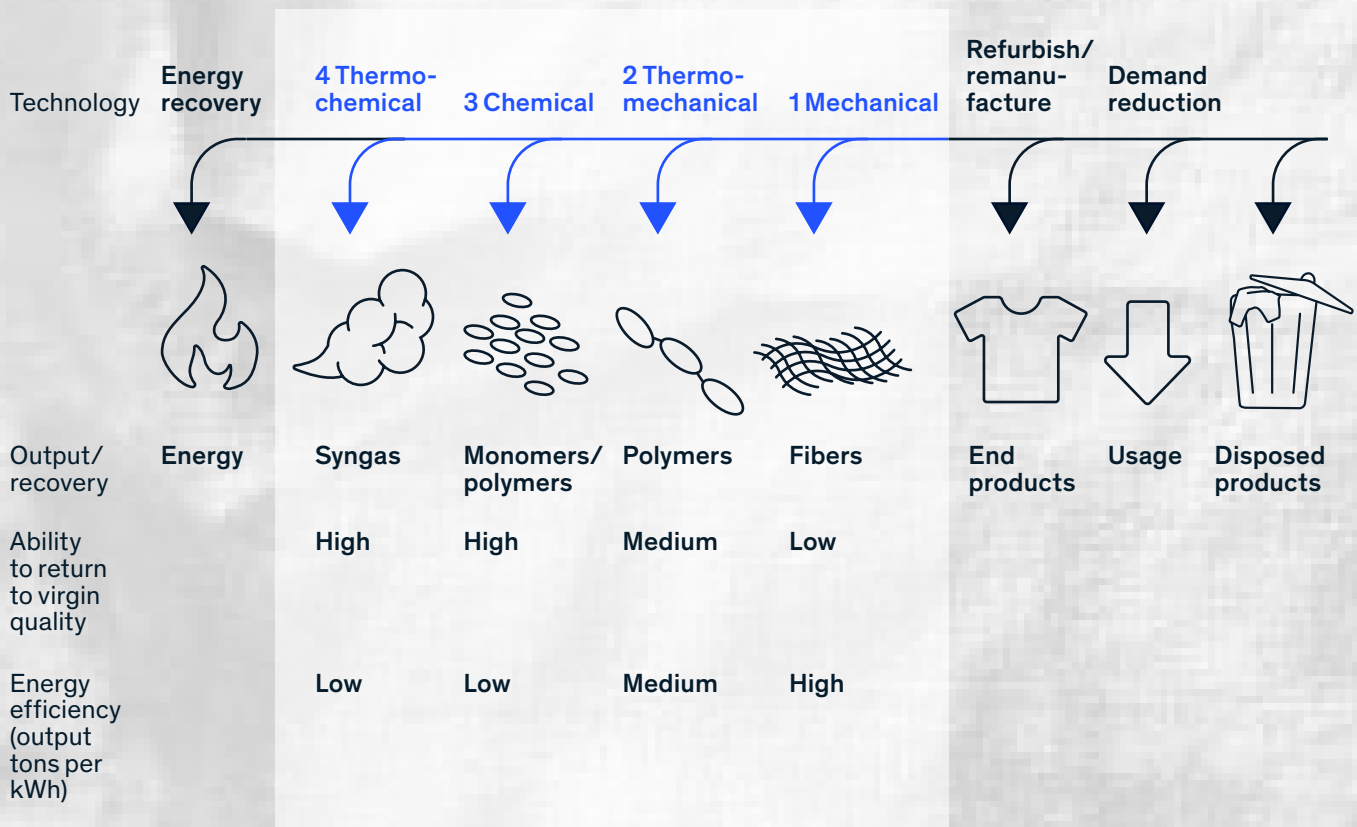 Technology
Energy
recovery
4 Thermo-
chemical
3 Chemical
2 Thermo-
mechanical
1 Mechanical
Refurbish/
remanu-
facture
Demand
reduction
Output/
recovery
Energy
Syngas
Monomers/
polymers
Polymers
Fibers
End
products
Usage
Disposed
products
Ability
to return
to virgin
quality
High
High
Medium
Low
Energy
efficiency
(output
tons per
kWh)
Low
Low
Medium
High